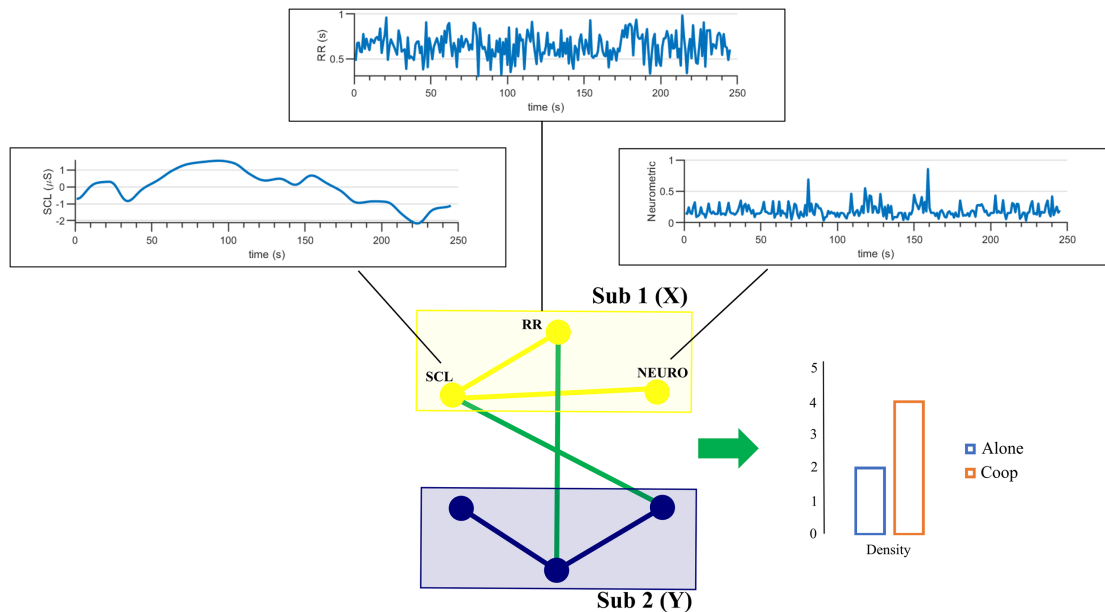 1
0.5
RR (s)
0 50 100 150 200 250
time (s)
1
0
-1
-2
SCL (μS)
0 50 100 150 200 250
time (s)
1
0.5
0
Neurometric
0 50 100 150 200 250
time (s)
Sub 1 (X)
RR
SCL
NEURO
Sub 2 (Y)
5
4
3
2
1
0
Density
Alone
Coop